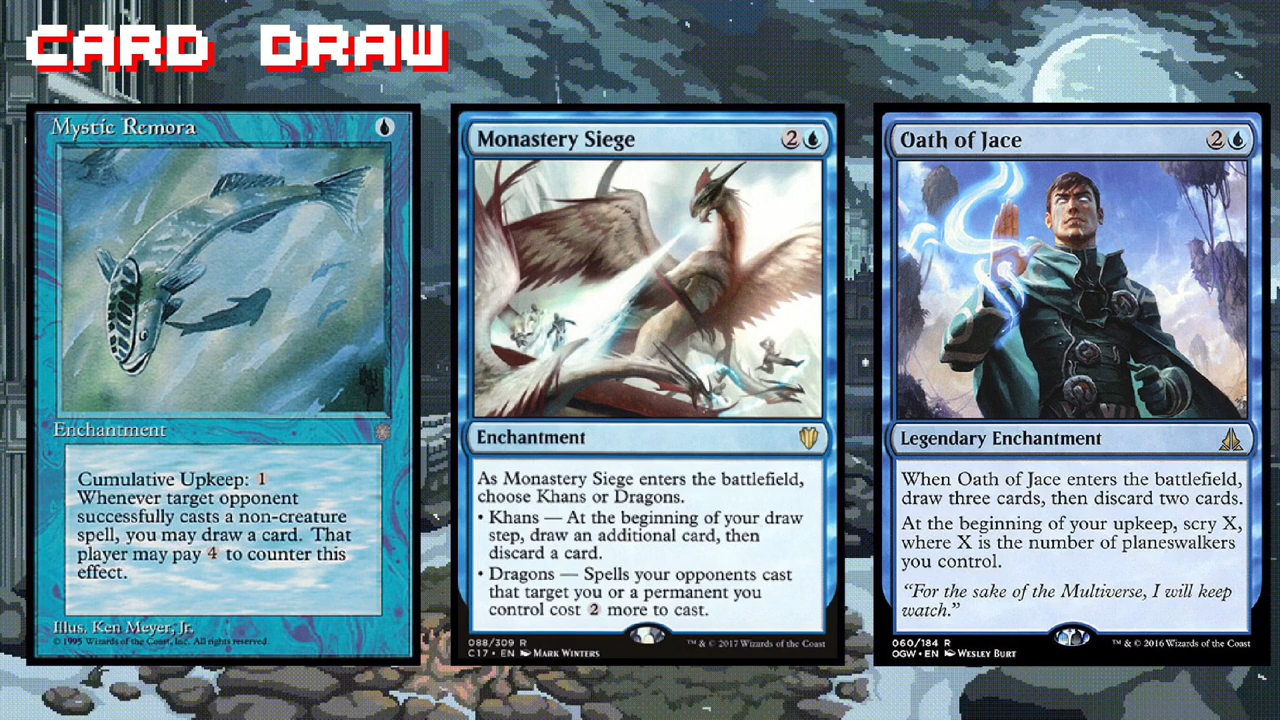 CARD DRAW
Mystic Remora
Enchantment
Cumulative Upkeep: 1
Whenever target opponent
successfully casts a non-creature
spell, you may draw a card. That
player may pay 4 to counter this
effect.
Illus. Ken Meyer, Jr.
© 1995 Wizards of the Coast, Inc. All rights reserved.
Monastery Siege 2
Enchantment
As Monastery Siege enters the battlefield,
choose Khans or Dragons.
• Khans — At the beginning of your draw
step, draw an additional card, then
discard a card.
• Dragons — Spells your opponents cast
that target you or a permanent you
control cost 2 more to cast.
088/309 R
C17 • EN Mark Winters
™ & © 2017 Wizards of the Coast
Oath of Jace 2
Legendary Enchantment
When Oath of Jace enters the battlefield,
draw three cards, then discard two cards.
At the beginning of your upkeep, scry X,
where X is the number of planeswalkers
you control.
“For the sake of the Multiverse, I will keep
watch.”
060/184 R
OGW • EN Wesley Burt
™ & © 2016 Wizards of the Coast